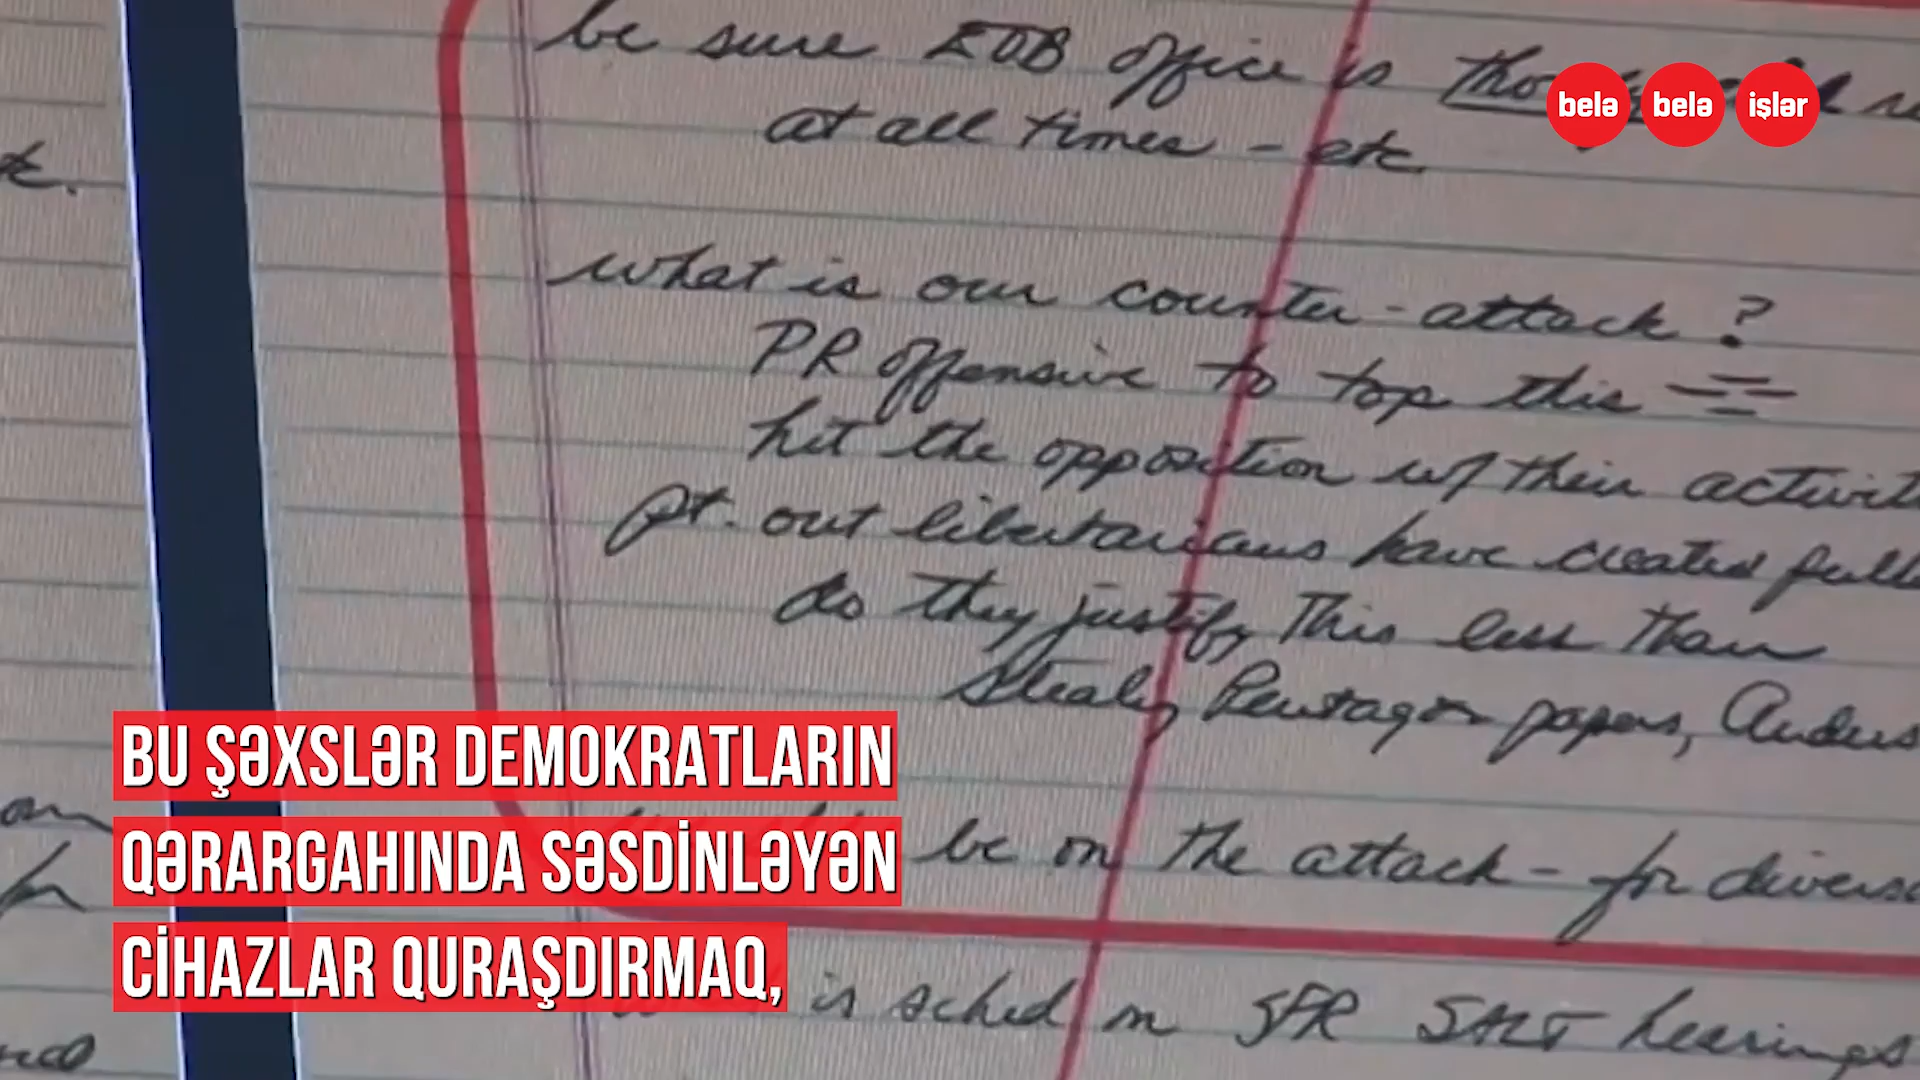 be sure EOB office is
at all times - etc.
belə belə işlər
what is our counter-attack?
PR offensive to top this
hit the opposition w/ their
pt. out libertarians have created
do they justify this less than
Stealg Pentagon papers,
be on the attack - for
is sched on SFR SALT hearings
BU ŞƏXSLƏR DEMOKRATLARIN
QƏRARGAHINDA SƏSDİNLƏYƏN
CİHAZLAR QURAŞDIRMAQ,